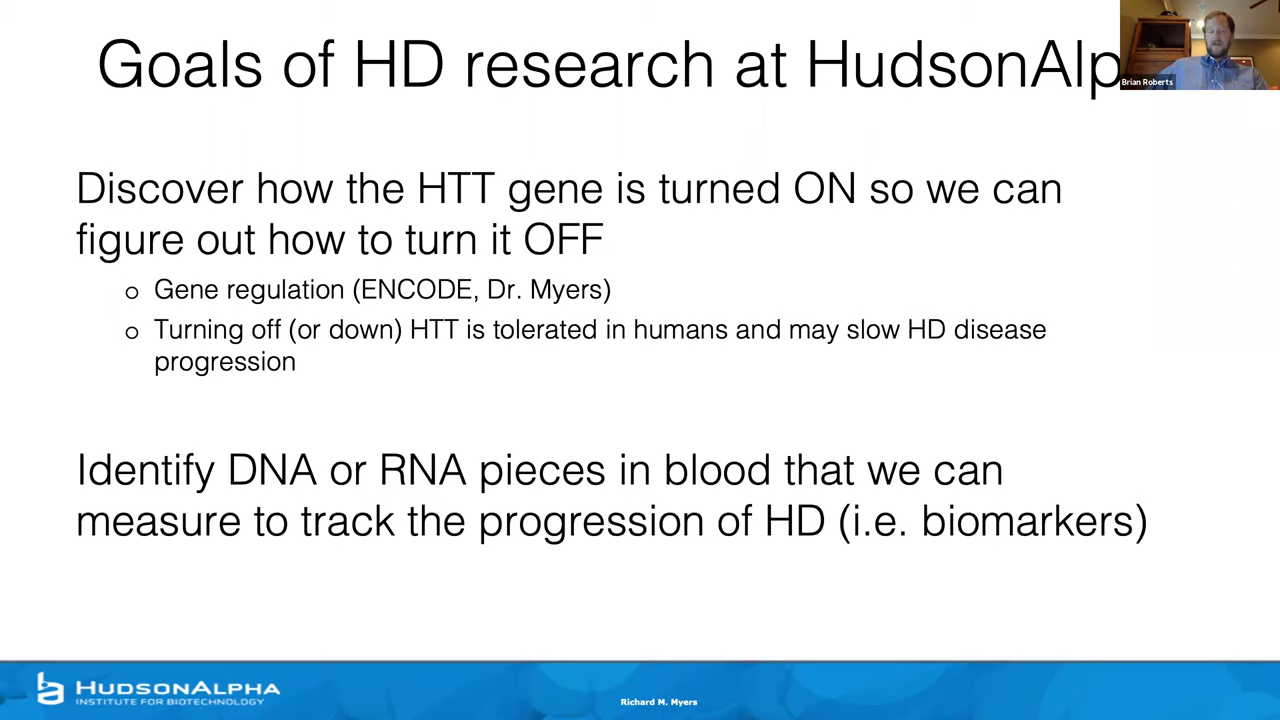 Goals of HD research at HudsonAlp
Brian Roberts
Discover how the HTT gene is turned ON so we can
figure out how to turn it OFF
o Gene regulation (ENCODE, Dr. Myers)
o Turning off (or down) HTT is tolerated in humans and may slow HD disease
progression
Identify DNA or RNA pieces in blood that we can
measure to track the progression of HD (i.e. biomarkers)
HUDSONALPHA
INSTITUTE FOR BIOTECHNOLOGY
Richard M. Myers